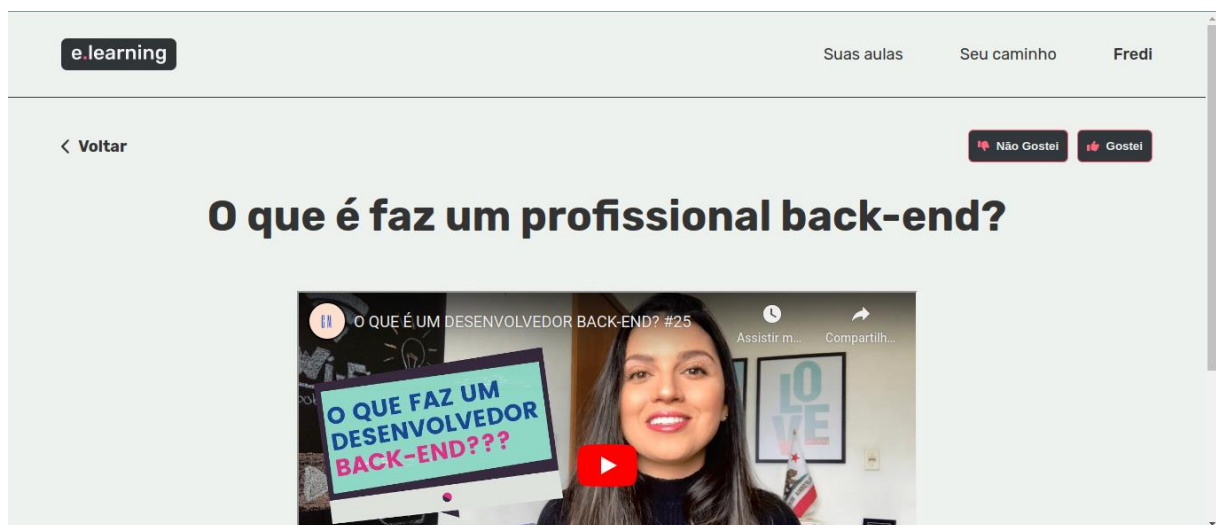 e.learning
Suas aulas Seu caminho Fredi
Voltar
Não Gostei Gostei
O que é faz um profissional back-end?
O QUE É UM DESENVOLVEDOR BACK-END? #25
Assistir m... Compartilh...
O QUE FAZ UM
DESENVOLVEDOR
BACK-END???
LO
VE